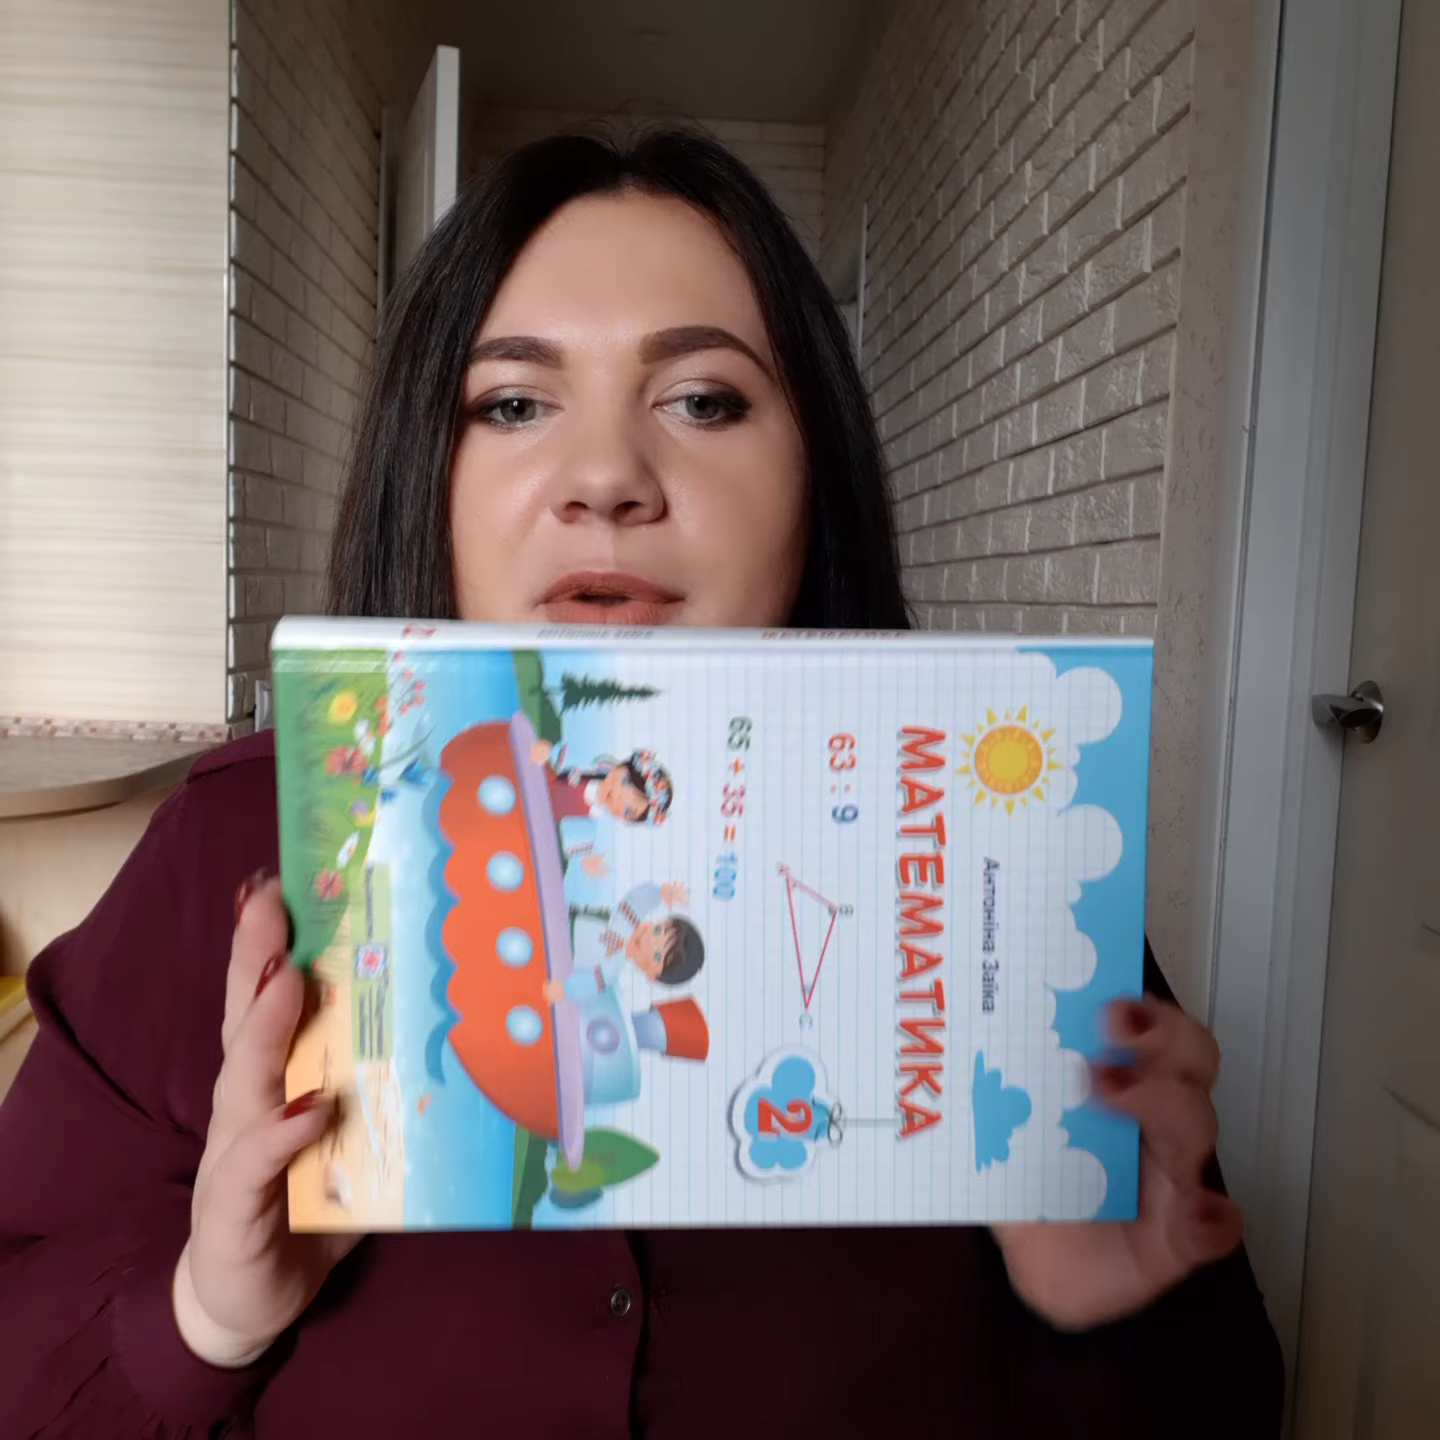 Антоніна Заїка
МАТЕМАТИКА
63 : 9
A
B
C
65 + 35 = 100
2